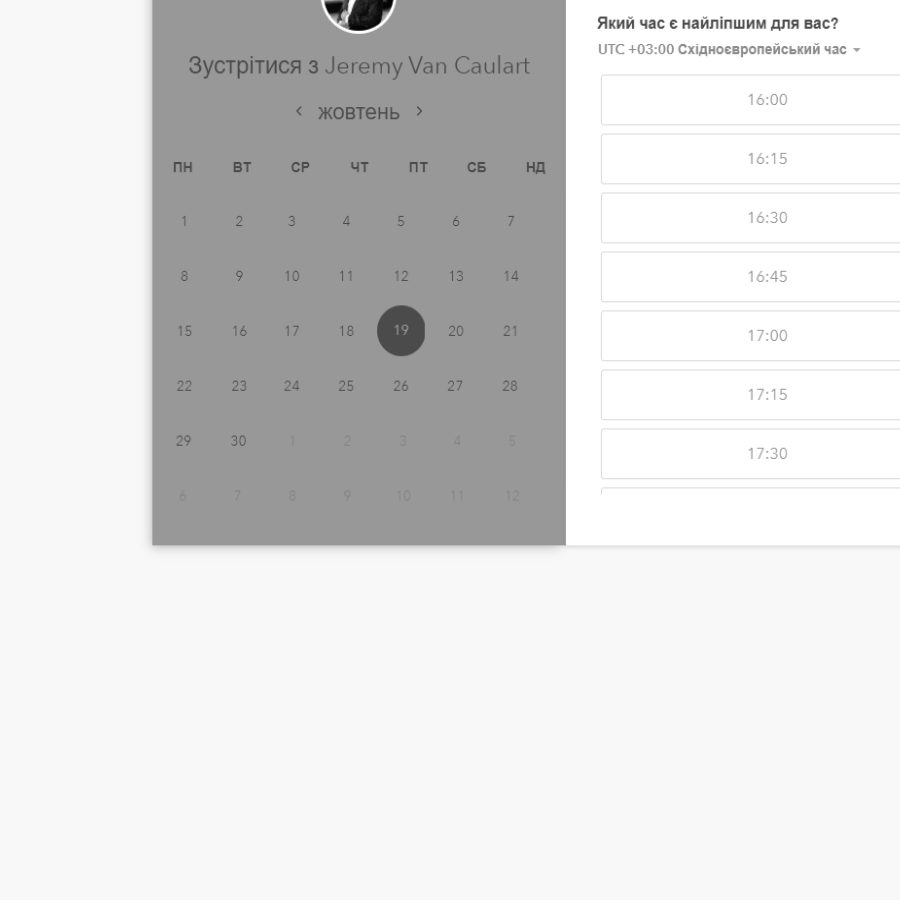 Зустрітися з Jeremy Van Caulart
жовтень
ПН ВТ СР ЧТ ПТ СБ НД
1 2 3 4 5 6 7
8 9 10 11 12 13 14
15 16 17 18 19 20 21
22 23 24 25 26 27 28
29 30 1 2 3 4 5
6 7 8 9 10 11 12
Який час є найліпшим для вас?
UTC +03:00 Східноєвропейський час
16:00
16:15
16:30
16:45
17:00
17:15
17:30